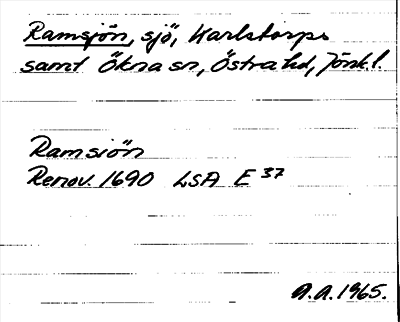 Ramsjön, sjö, Karlstorps
samt Ökna sn, Östra hd, Jönk.l.
Ramsiön
Renov. 1690 LSA E 37
A.A. 1965.